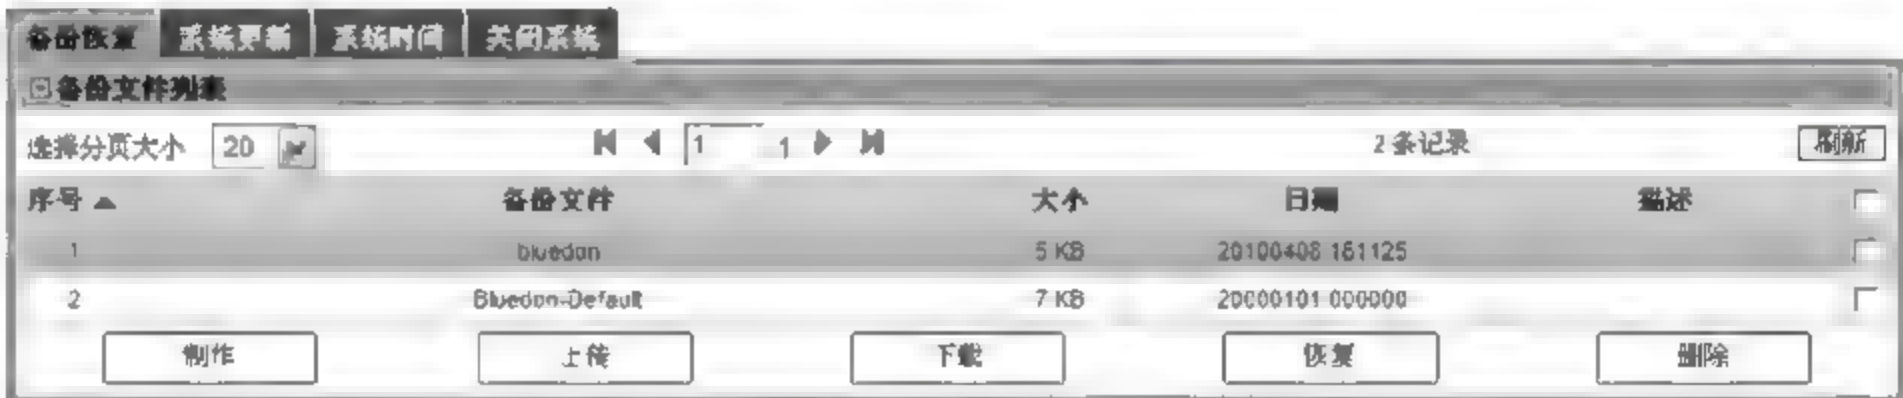 备份恢复 系统更新 系统时间 关闭系统
备份文件列表
选择分页大小 20 1 1 2 条记录 刷新
序号 备份文件 大小 日期 描述
1 bluedon 5 KB 20100408 161125
2 Bluedon-Default 7 KB 20000101 000000
制作 上传 下载 恢复 删除